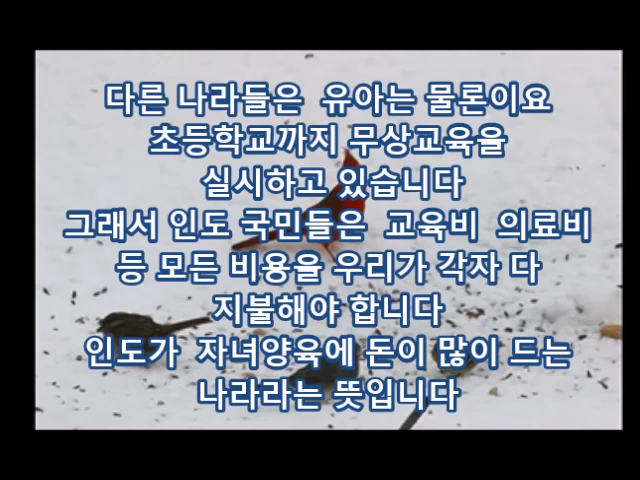 다른 나라들은 유아는 물론이요
초등학교까지 무상교육을
실시하고 있습니다
그래서 인도 국민들은 교육비 의료비
등 모든 비용을 우리가 각자 다
지불해야 합니다
인도가 자녀양육에 돈이 많이 드는
나라라는 뜻입니다